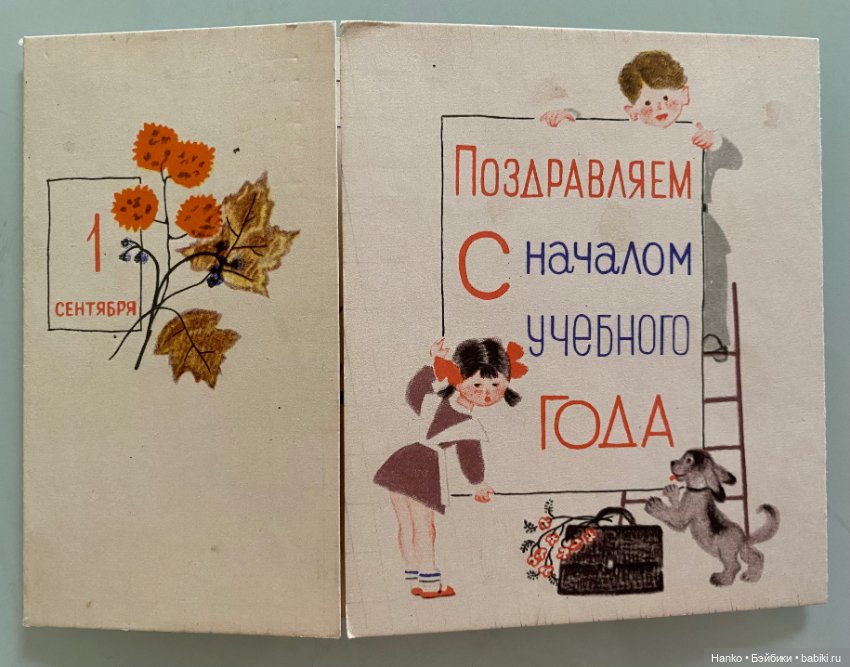 1
СЕНТЯБРЯ
ПОЗДРАВЛЯЕМ
С НАЧАЛОМ
УЧЕБНОГО
ГОДА
Hanko • Бэйбики • babiki.ru